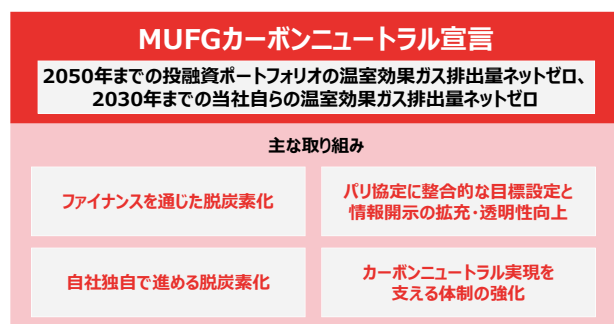 MUFGカーボンニュートラル宣言
2050年までの投融資ポートフォリオの温室効果ガス排出量ネットゼロ、
2030年までの当社自らの温室効果ガス排出量ネットゼロ
主な取り組み
ファイナンスを通じた脱炭素化
パリ協定に整合的な目標設定と
情報開示の拡充・透明性向上
自社独自で進める脱炭素化
カーボンニュートラル実現を
支える体制の強化